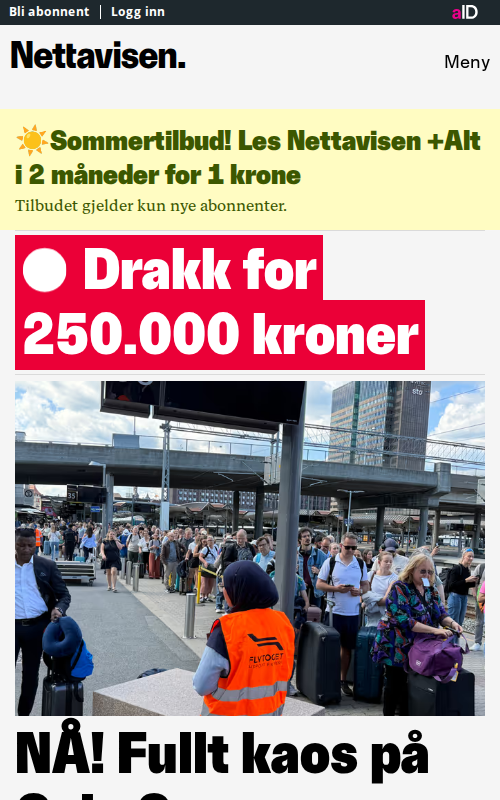 Bli abonnent
Logg inn
aID
Nettavisen.
Meny
Sommertilbud! Les Nettavisen +Alt
i 2 måneder for 1 krone
Tilbudet gjelder kun nye abonnenter.
Drakk for
250.000 kroner
FLYTOGET
NÅ! Fullt kaos på